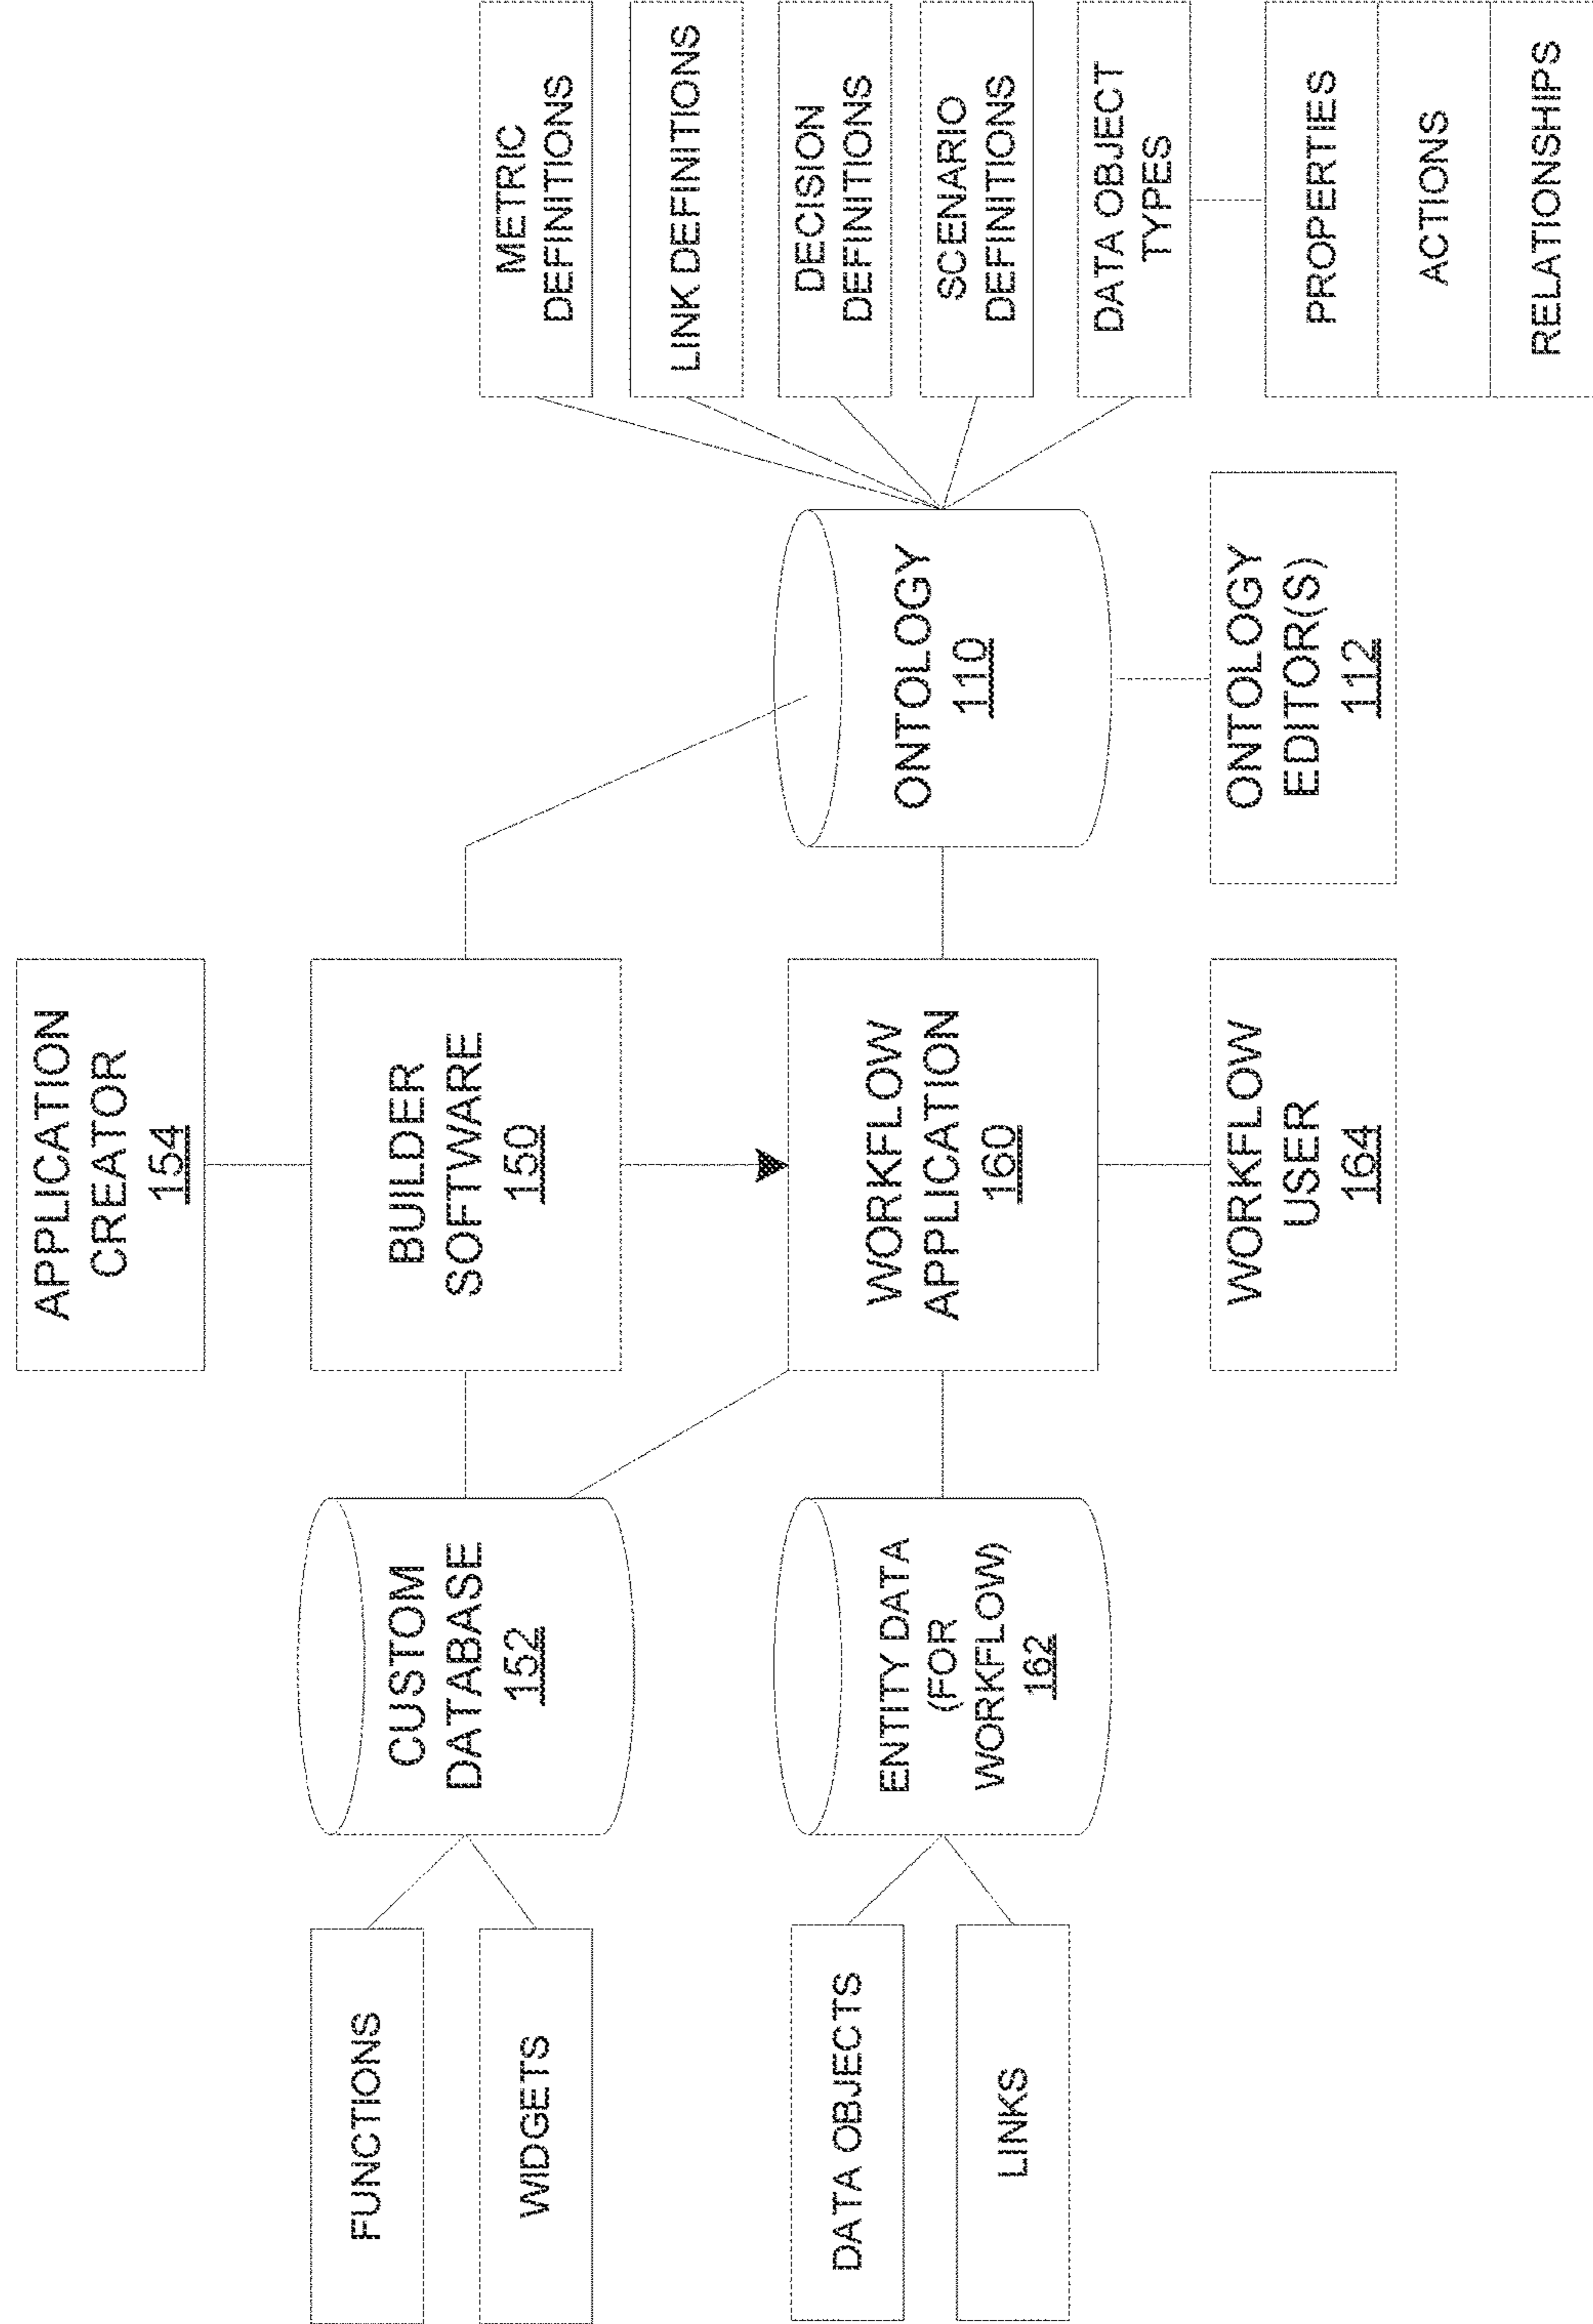 FUNCTIONS
WIDGETS
DATA OBJECTS
LINKS
CUSTOM
DATABASE
152
ENTITY DATA
(FOR
WORKFLOW)
162
APPLICATION
CREATOR
154
BUILDER
SOFTWARE
150
WORKFLOW
APPLICATION
160
WORKFLOW
USER
164
ONTOLOGY
110
ONTOLOGY
EDITOR(S)
112
METRIC
DEFINITIONS
LINK DEFINITIONS
DECISION
DEFINITIONS
SCENARIO
DEFINITIONS
DATA OBJECT
TYPES
PROPERTIES
ACTIONS
RELATIONSHIPS